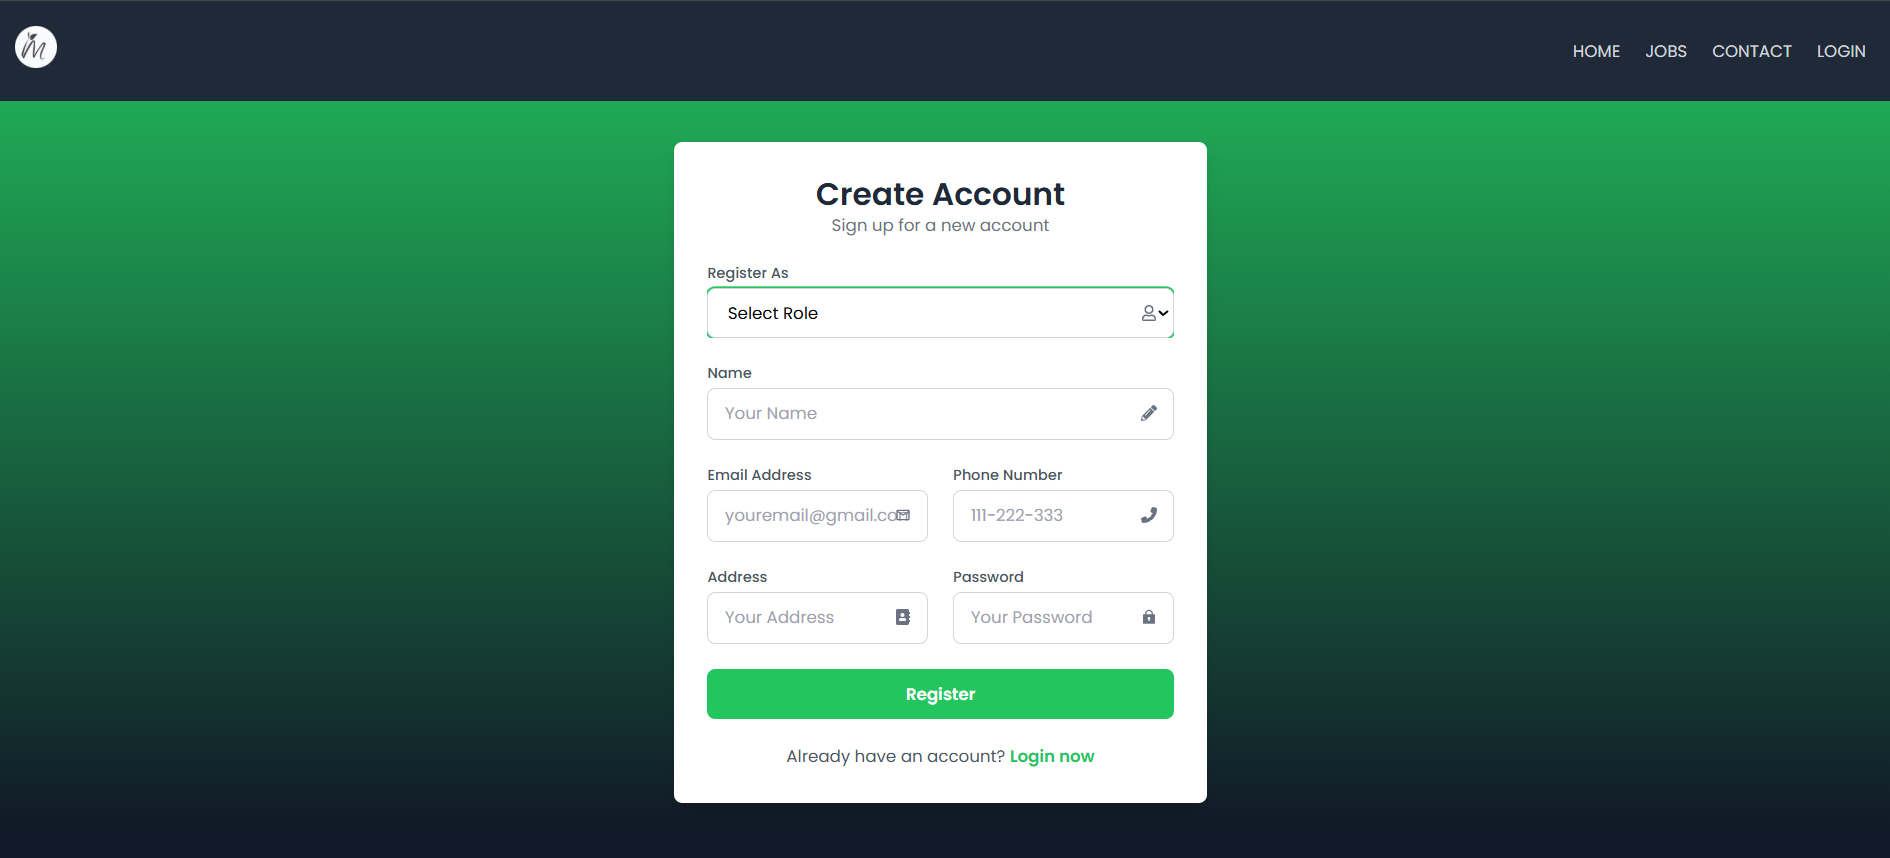 M
HOME JOBS CONTACT LOGIN
Create Account
Sign up for a new account
Register As
Select Role
Name
Your Name
Email Address Phone Number
youremail@gmail.com 111-222-333
Address Password
Your Address Your Password
Register
Already have an account? Login now